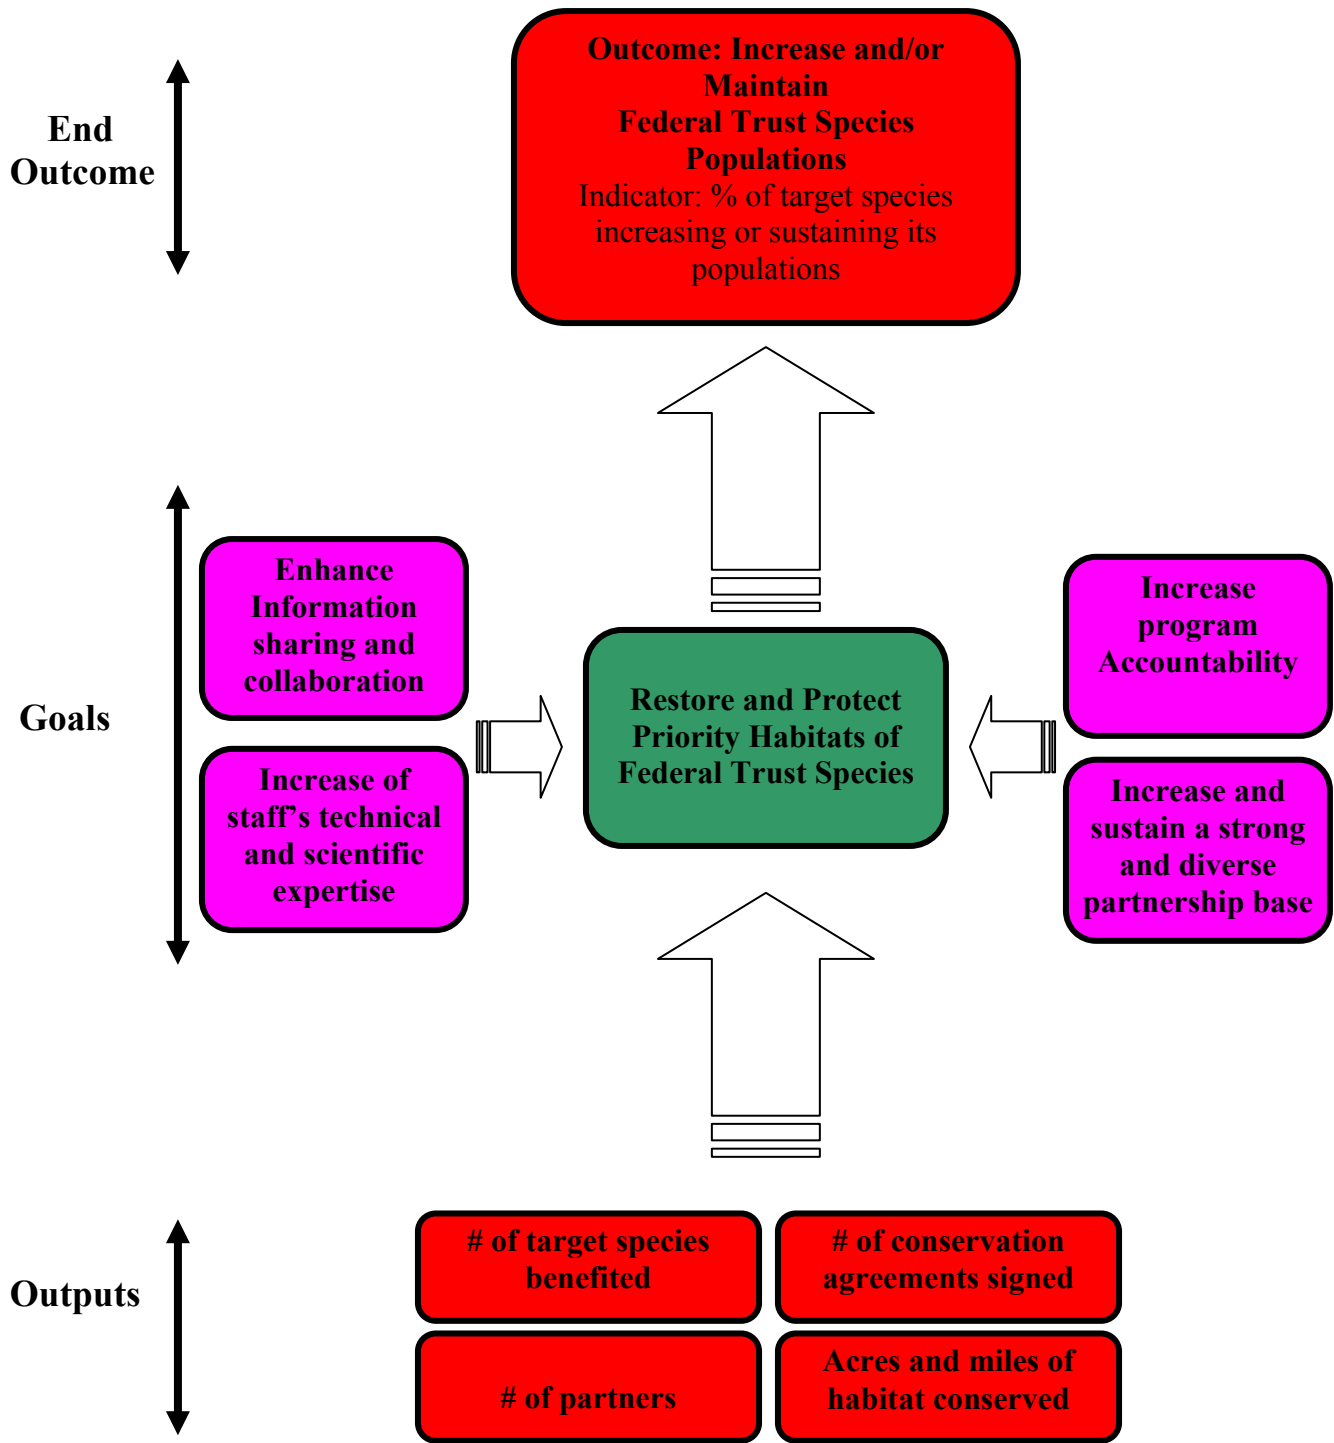 End
Outcome
Outcome: Increase and/or
Maintain
Federal Trust Species
Populations
Indicator: % of target species
increasing or sustaining its
populations
Goals
Enhance
Information
sharing and
collaboration
Increase of
staff’s technical
and scientific
expertise
Restore and Protect
Priority Habitats of
Federal Trust Species
Increase
program
Accountability
Increase and
sustain a strong
and diverse
partnership base
Outputs
# of target species
benefited
# of conservation
agreements signed
# of partners
Acres and miles of
habitat conserved